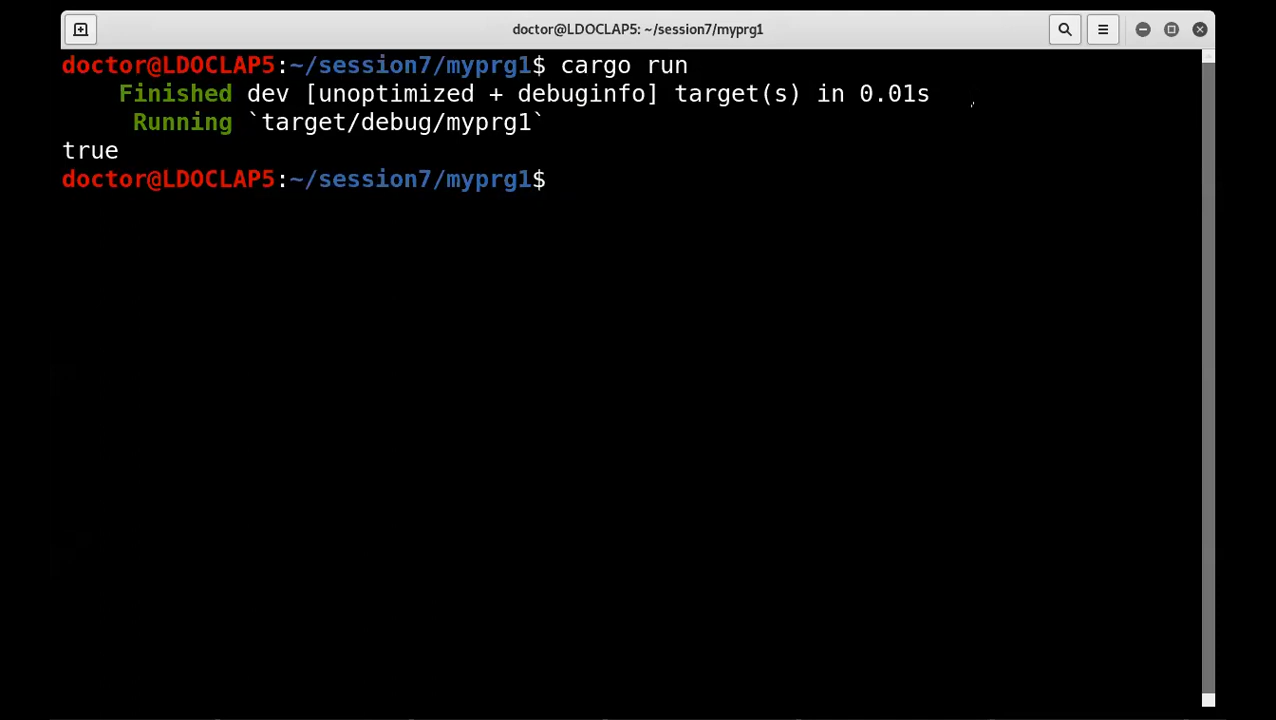 doctor@LDOCLAP5: ~/session7/myprg1
doctor@LDOCLAP5:~/session7/myprg1$ cargo run
Finished dev [unoptimized + debuginfo] target(s) in 0.01s
Running `target/debug/myprg1`
true
doctor@LDOCLAP5:~/session7/myprg1$